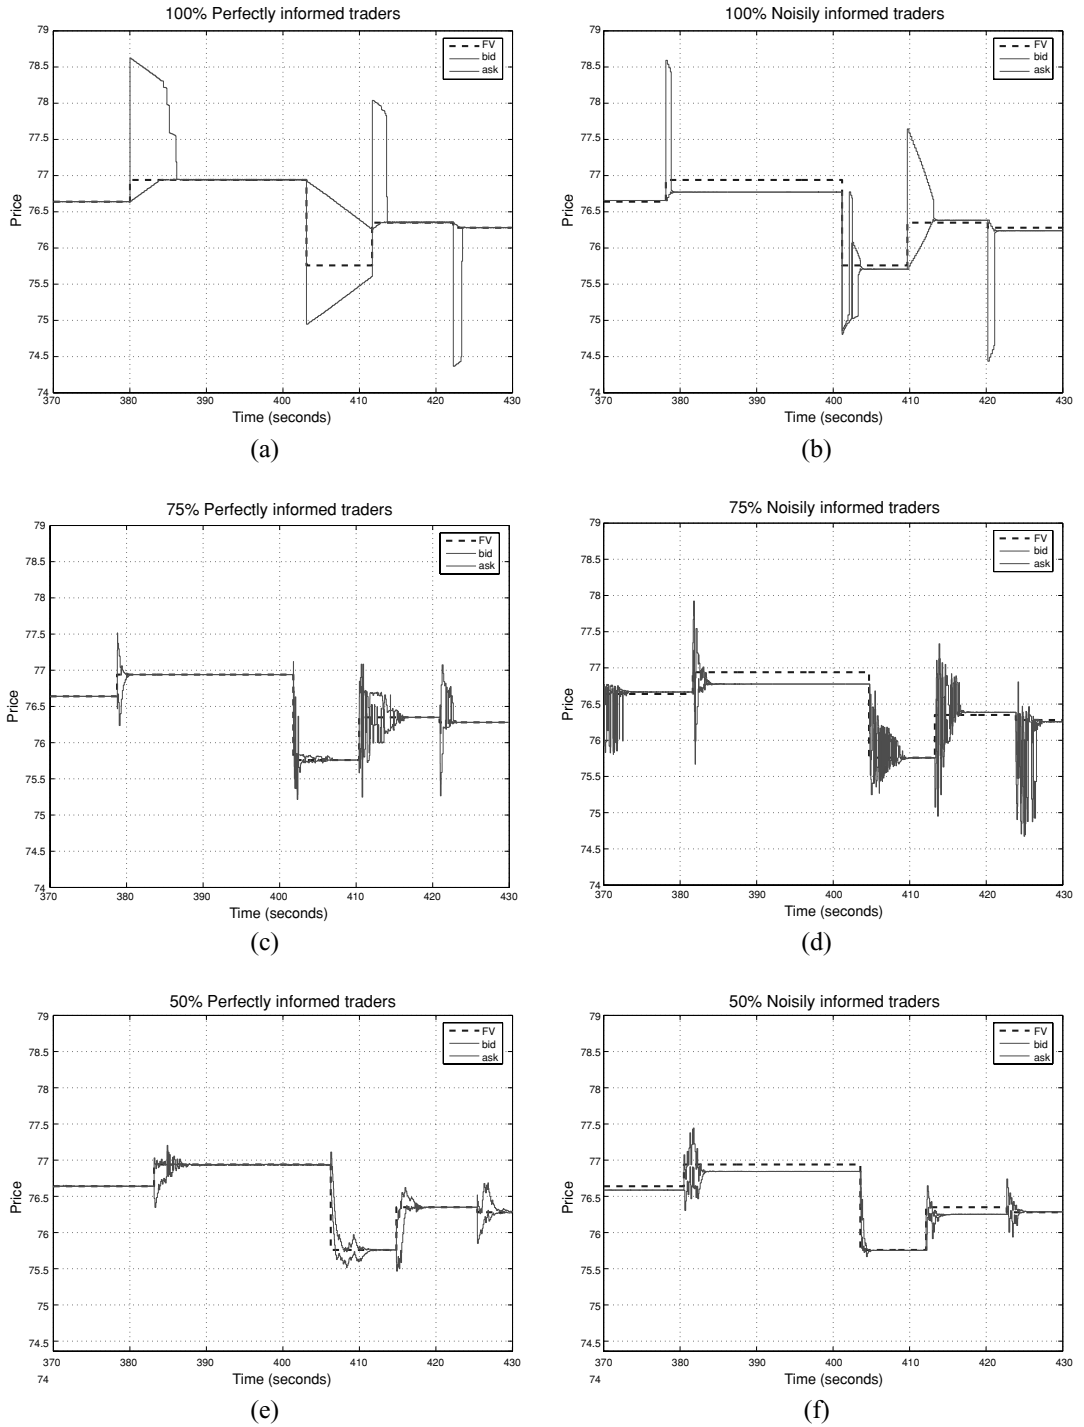 100% Perfectly informed traders
79
78.5
78
77.5
77
76.5
76
75.5
75
74.5
74
Price
FV
bid
ask
370 380 390 400 410 420 430
Time (seconds)
(a)
100% Noisily informed traders
79
78.5
78
77.5
77
76.5
76
75.5
75
74.5
74
Price
FV
bid
ask
370 380 390 400 410 420 430
Time (seconds)
(b)
75% Perfectly informed traders
79
78.5
78
77.5
77
76.5
76
75.5
75
74.5
74
Price
FV
bid
ask
370 380 390 400 410 420 430
Time (seconds)
(c)
75% Noisily informed traders
79
78.5
78
77.5
77
76.5
76
75.5
75
74.5
74
Price
FV
bid
ask
370 380 390 400 410 420 430
Time (seconds)
(d)
50% Perfectly informed traders
79
78.5
78
77.5
77
76.5
76
75.5
75
74.5
Price
FV
bid
ask
370 380 390 400 410 420 430
74
Time (seconds)
(e)
50% Noisily informed traders
79
78.5
78
77.5
77
76.5
76
75.5
75
74.5
Price
FV
bid
ask
370 380 390 400 410 420 430
74
Time (seconds)
(f)